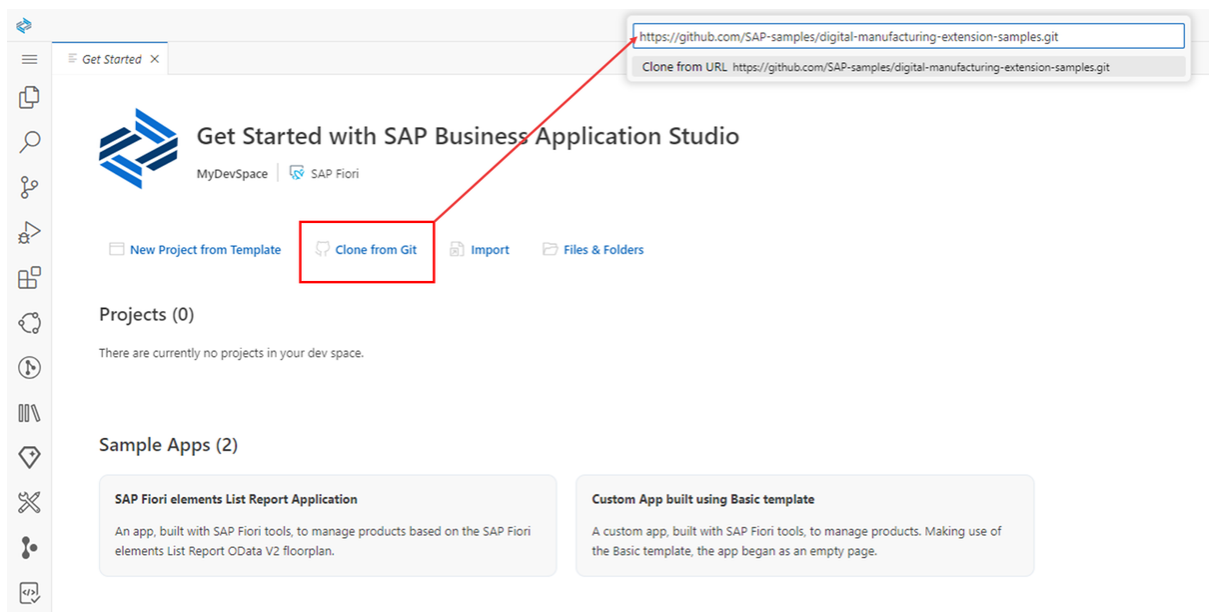 https://github.com/SAP-samples/digital-manufacturing-extension-samples.git
Clone from URL https://github.com/SAP-samples/digital-manufacturing-extension-samples.git
Get Started
Get Started with SAP Business Application Studio
MyDevSpace SAP Fiori
New Project from Template Clone from Git Import Files & Folders
Projects (0)
There are currently no projects in your dev space.
Sample Apps (2)
SAP Fiori elements List Report Application
An app, built with SAP Fiori tools, to manage products based on the SAP Fiori
elements List Report OData V2 floorplan.
Custom App built using Basic template
A custom app, built with SAP Fiori tools, to manage products. Making use of
the Basic template, the app began as an empty page.